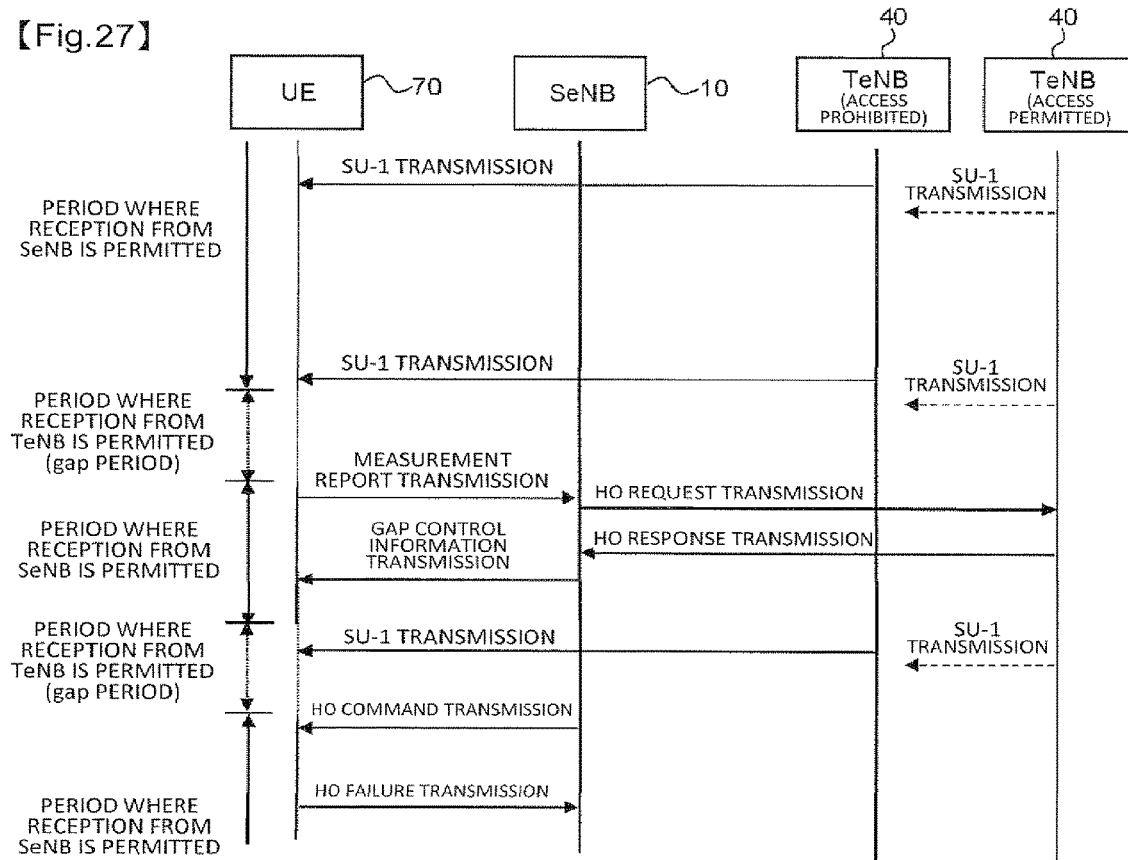 【Fig.27】
40
40
UE
70
SeNB
10
TeNB
(ACCESS
PROHIBITED)
TeNB
(ACCESS
PERMITTED)
SU-1 TRANSMISSION
SU-1
TRANSMISSION
PERIOD WHERE
RECEPTION FROM
SeNB IS PERMITTED
SU-1 TRANSMISSION
SU-1
TRANSMISSION
PERIOD WHERE
RECEPTION FROM
TeNB IS PERMITTED
(gap PERIOD)
MEASUREMENT
REPORT TRANSMISSION
HO REQUEST TRANSMISSION
PERIOD WHERE
RECEPTION FROM
SeNB IS PERMITTED
GAP CONTROL
INFORMATION
TRANSMISSION
HO RESPONSE TRANSMISSION
PERIOD WHERE
RECEPTION FROM
TeNB IS PERMITTED
(gap PERIOD)
SU-1 TRANSMISSION
SU-1
TRANSMISSION
HO COMMAND TRANSMISSION
HO FAILURE TRANSMISSION
PERIOD WHERE
RECEPTION FROM
SeNB IS PERMITTED